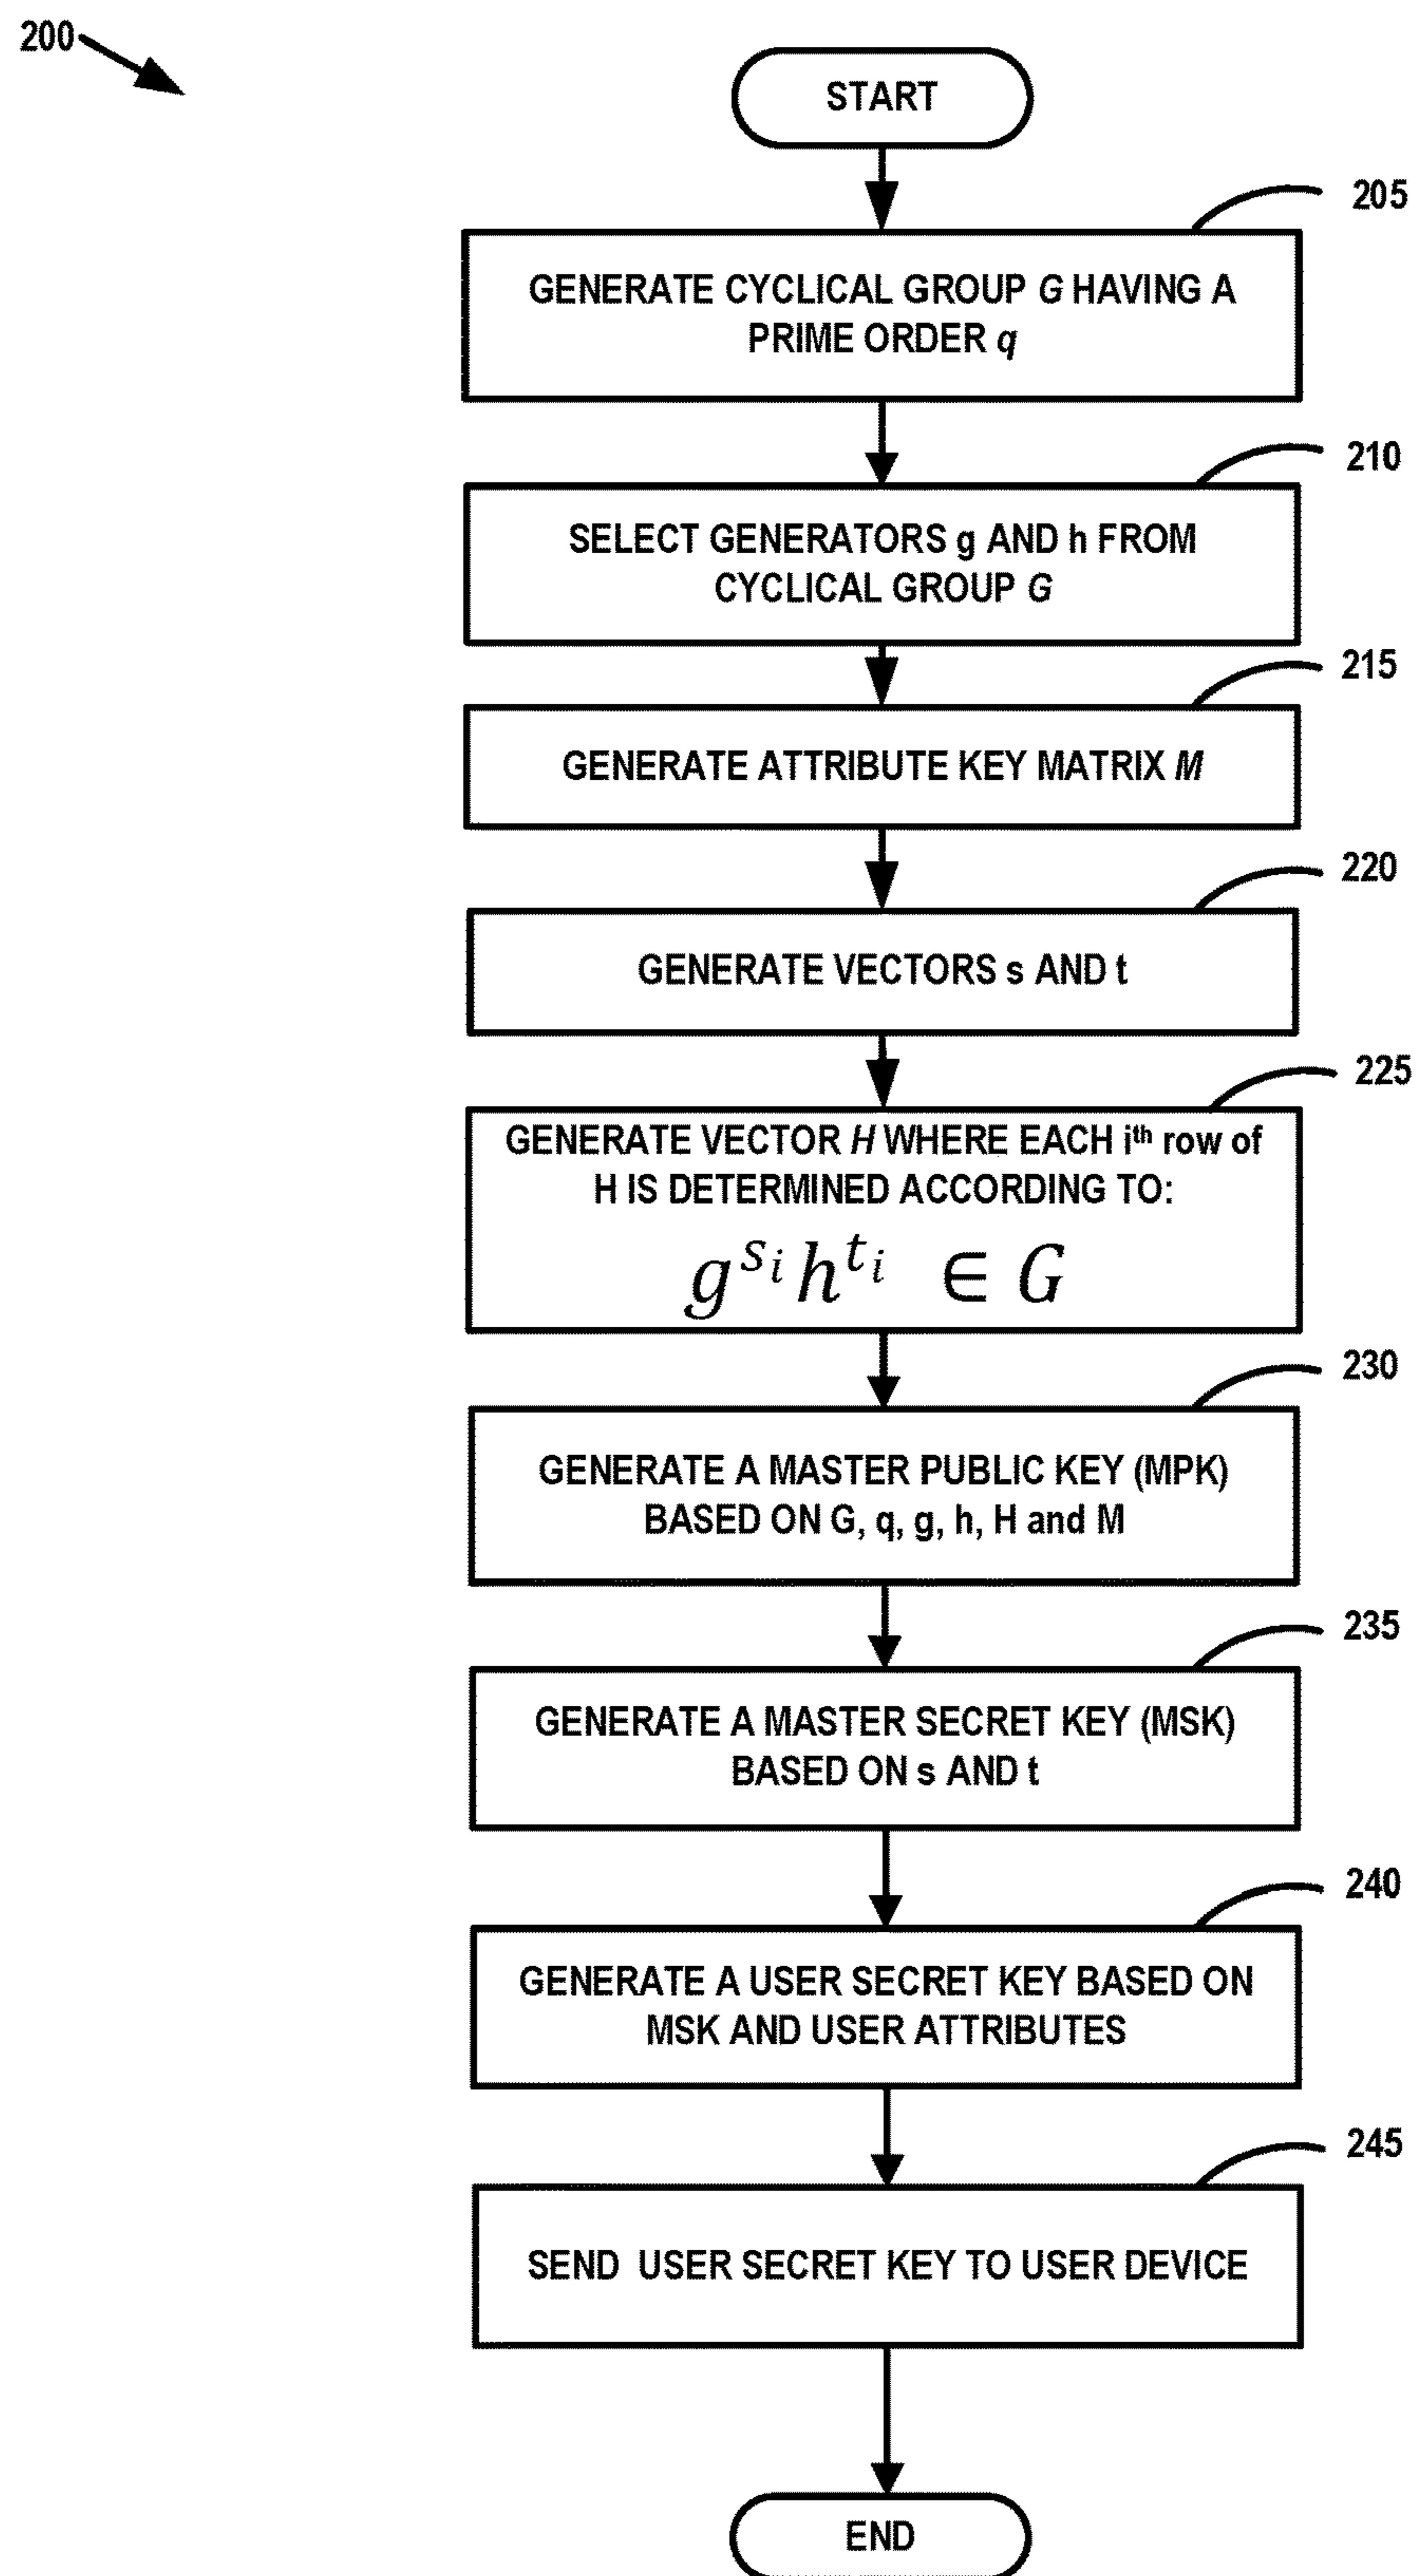 200
START
205
GENERATE CYCLICAL GROUP G HAVING A
PRIME ORDER q
210
SELECT GENERATORS g AND h FROM
CYCLICAL GROUP G
215
GENERATE ATTRIBUTE KEY MATRIX M
220
GENERATE VECTORS s AND t
225
GENERATE VECTOR H WHERE EACH iᵗʰ row of
H IS DETERMINED ACCORDING TO:
g^{s_i} h^{t_i} ∈ G
230
GENERATE A MASTER PUBLIC KEY (MPK)
BASED ON G, q, g, h, H and M
235
GENERATE A MASTER SECRET KEY (MSK)
BASED ON s AND t
240
GENERATE A USER SECRET KEY BASED ON
MSK AND USER ATTRIBUTES
245
SEND USER SECRET KEY TO USER DEVICE
END